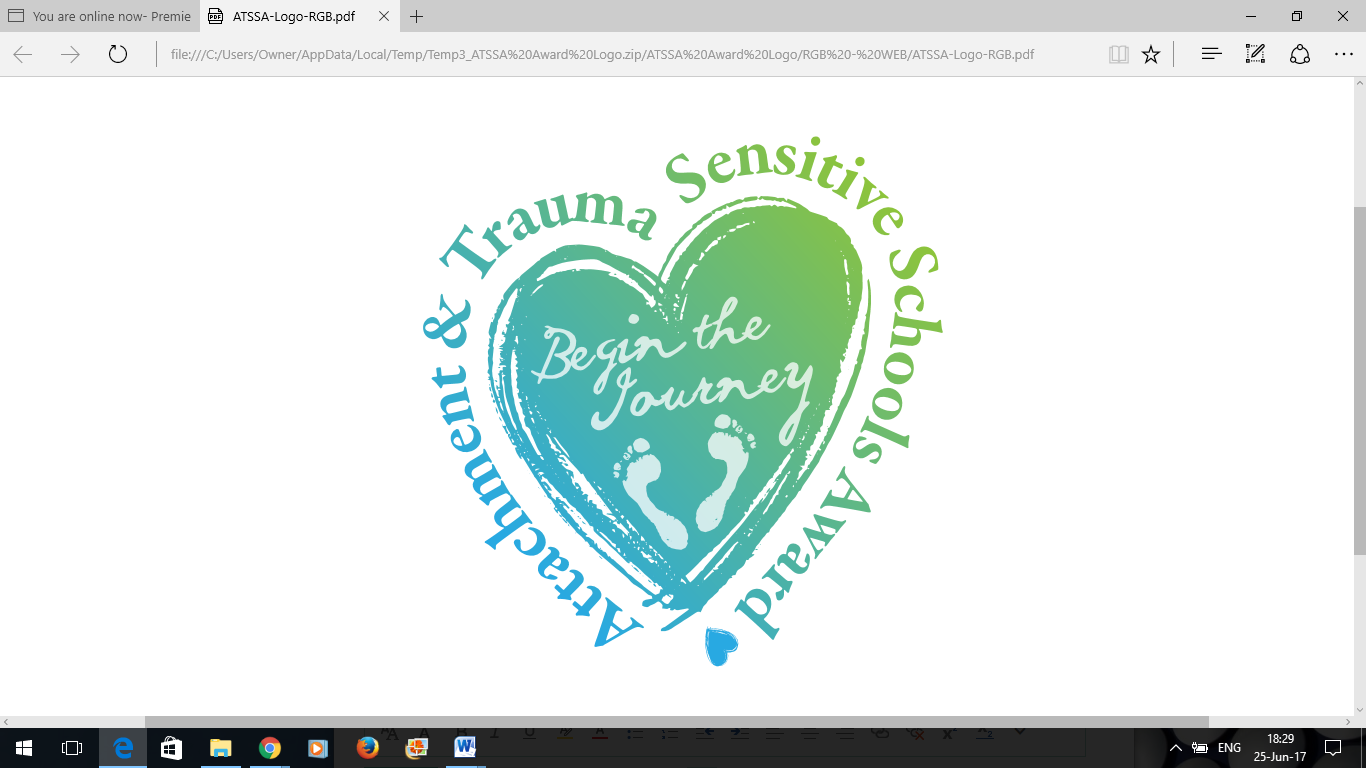 You are online now- Premie
ATSSA-Logo-RGB.pdf
file:///C:/Users/Owner/AppData/Local/Temp/Temp3_ATSSA%20Award%20Logo.zip/ATSSA%20Award%20Logo/RGB%20-%20WEB/ATSSA-Logo-RGB.pdf
Attachment & Trauma Sensitive Schools Award
Begin the
Journey
ENG
18:29
25-Jun-17